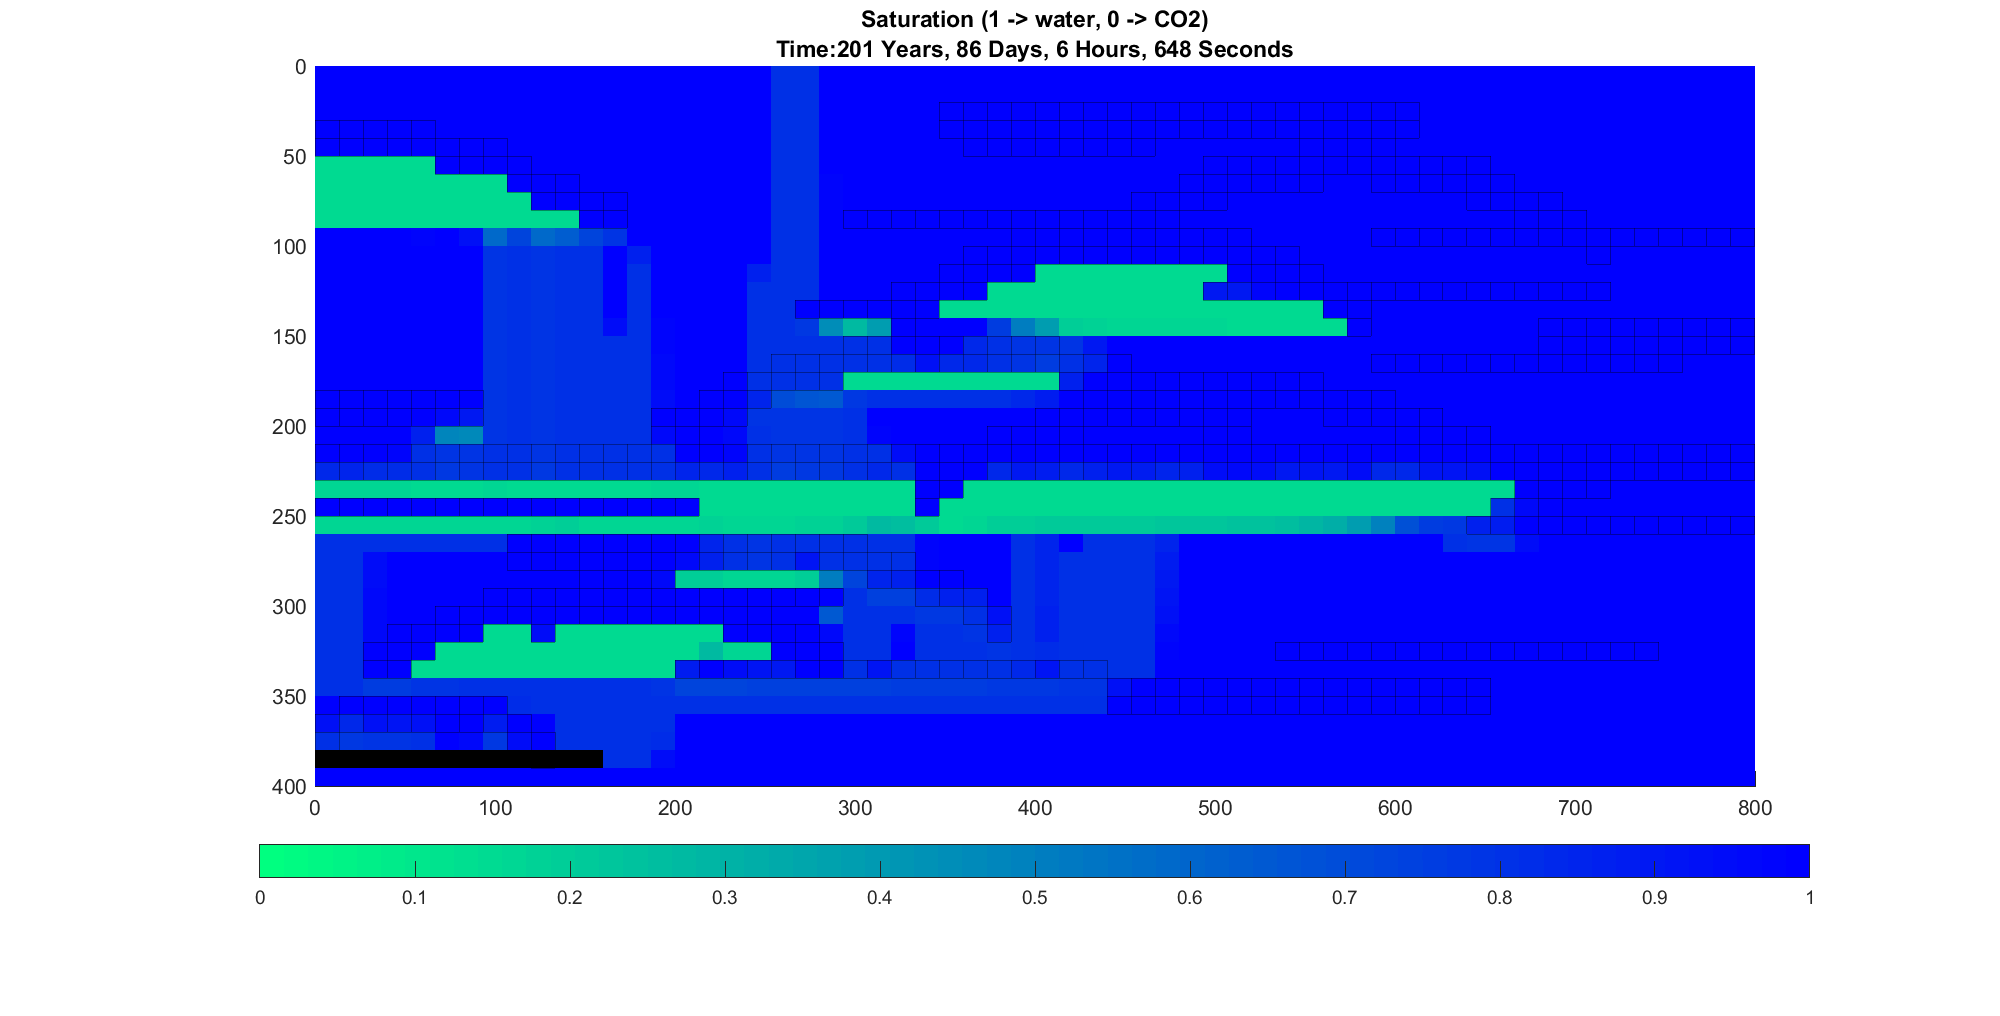 Saturation (1 -> water, 0 -> CO2)
Time:201 Years, 86 Days, 6 Hours, 648 Seconds
0
50
100
150
200
250
300
350
400
0 100 200 300 400 500 600 700 800
0 0.1 0.2 0.3 0.4 0.5 0.6 0.7 0.8 0.9 1